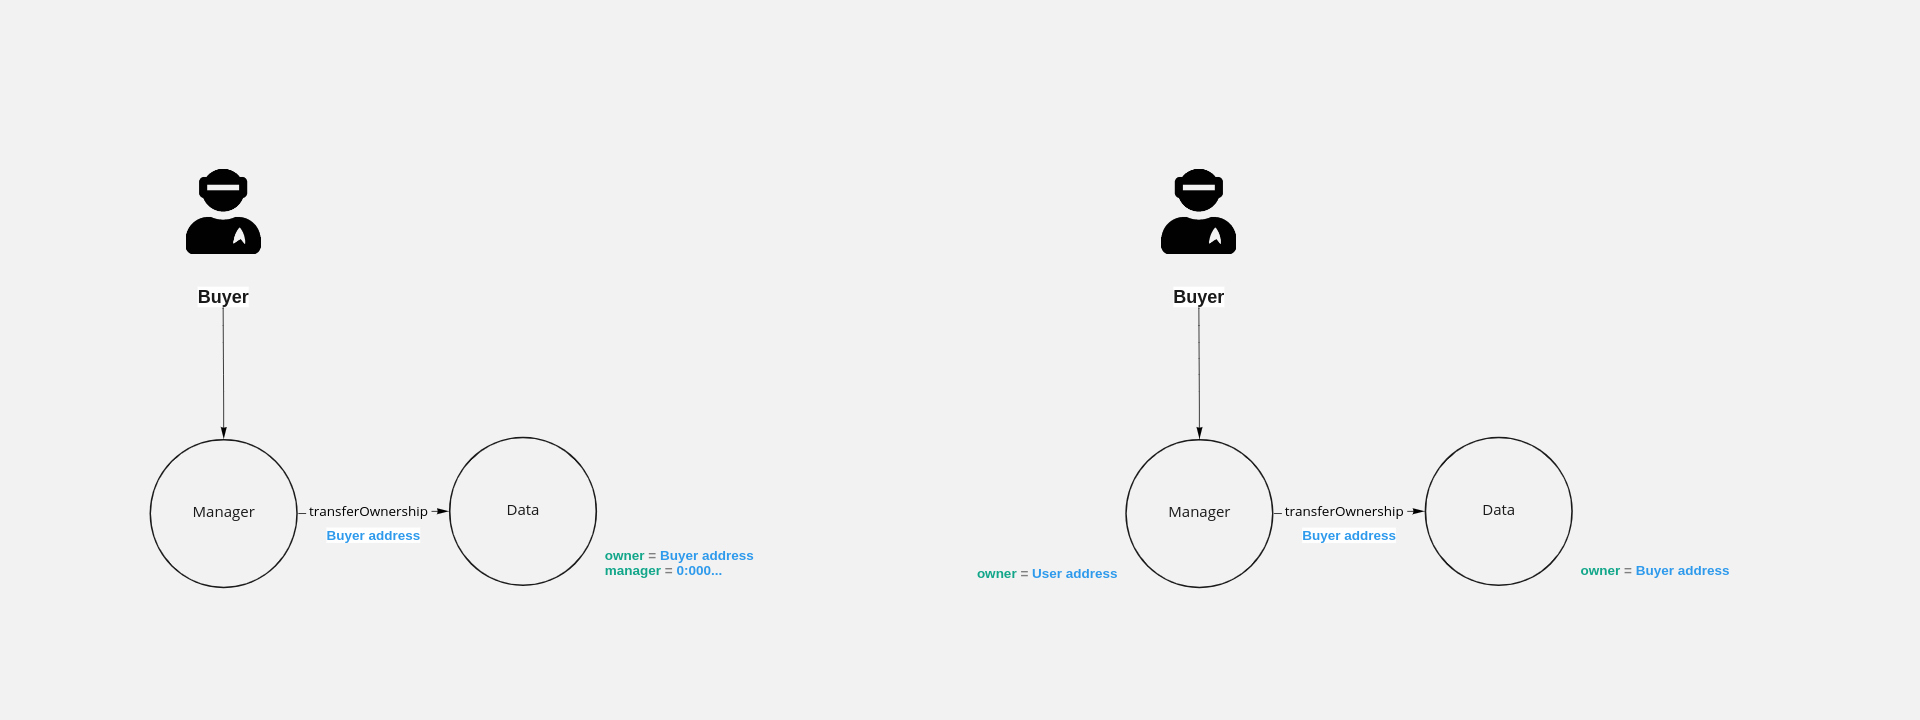 Buyer
Manager
transferOwnership
Buyer address
Data
owner = Buyer address
manager = 0:000...
Buyer
Manager
owner = User address
transferOwnership
Buyer address
Data
owner = Buyer address